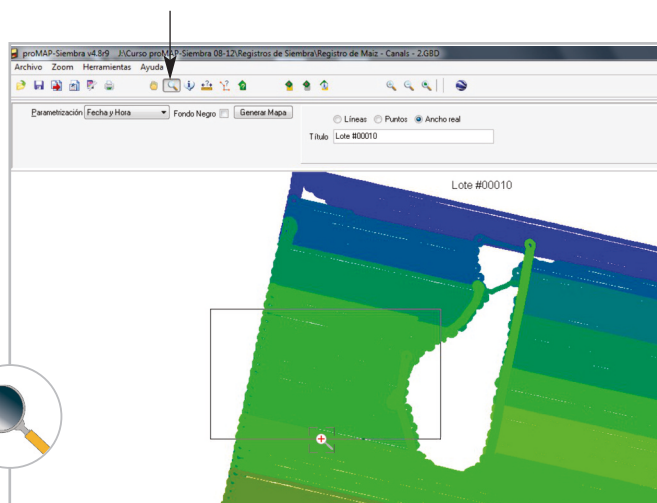 proMAP-Siembra v4.8r9 J:\Curso proMAP-Siembra 08-12\Registros de Siembra\Registro de Maiz - Canals - 2.GBD
Archivo Zoom Herramientas Ayuda
Parametrización Fecha y Hora Fondo Negro Generar Mapa
Líneas Puntos Ancho real
Título Lote #00010
Lote #00010